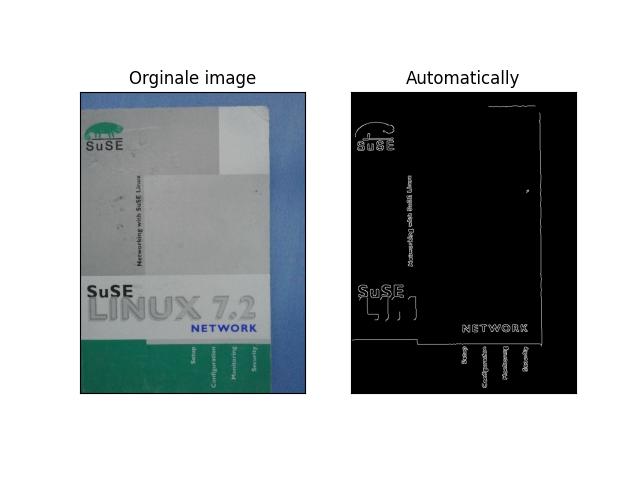 Orginale image
Automatically
SuSE
Networking with SuSE Linux
SuSE
LINUX 7.2
NETWORK
Setup
Configuration
Monitoring
Security
SuSE
Networking with SuSE Linux
SuSE
NETWORK
Setup
Configuration
Monitoring
Security